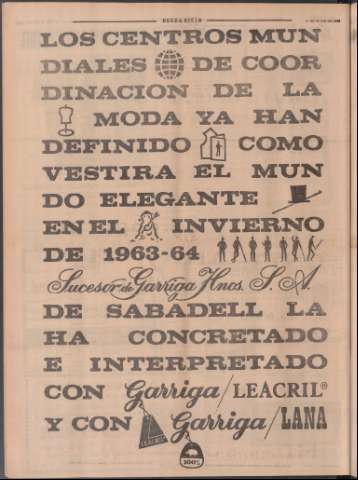 LOS CENTROS MUN
DIALES DE COOR
DINACION DE LA
MODA YA HAN
DEFINIDO COMO
VESTIRA EL MUN
DO ELEGANTE
EN EL INVIERNO
DE 1963-64
Sucesor de Garriga Hnos. S. A.
DE SABADELL LA
HA CONCRETADO
E INTERPRETADO
CON Garriga/LEACRIL®
Y CON Garriga/LANA
LEACRIL